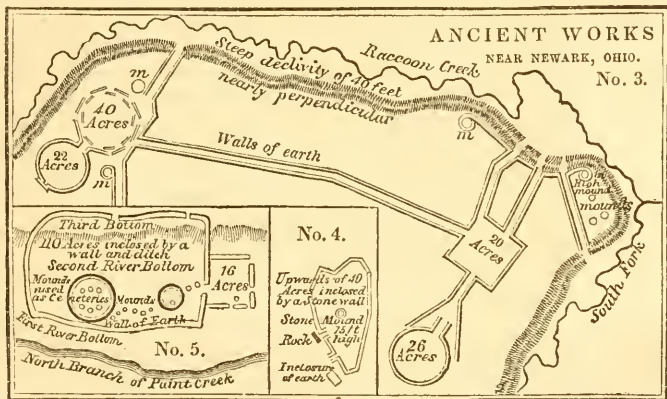 ANCIENT WORKS
NEAR NEWARK, OHIO.
No. 3.
Raccoon Creek
Steep declivity of 40 feet
nearly perpendicular
m
40
Acres
22
Acres
m
Walls of earth
m
m
High
mound
mounds
20
Acres
26
Acres
South Fork
Third Bottom
110 Acres inclosed by a
wall and ditch
Second River Bottom
Mounds
used
as Cemeteries
Mounds
Wall of Earth
16
Acres
First River Bottom.
No. 5.
North Branch of Paint Creek
No. 4.
Upwards of 40
Acres inclosed
by a Stone wall
Stone
Mound
15 ft
high
Rock
Inclosure
of earth